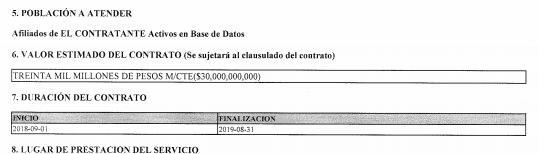 5. POBLACIÓN A ATENDER
Afiliados de EL CONTRATANTE Activos en Base de Datos
6. VALOR ESTIMADO DEL CONTRATO (Se sujetará al clausulado del contrato)
TREINTA MIL MILLONES DE PESOS M/CTE($30,000,000,000)
7. DURACIÓN DEL CONTRATO
INICIO FINALIZACION
2018-09-01 2019-08-31
8. LUGAR DE PRESTACION DEL SERVICIO